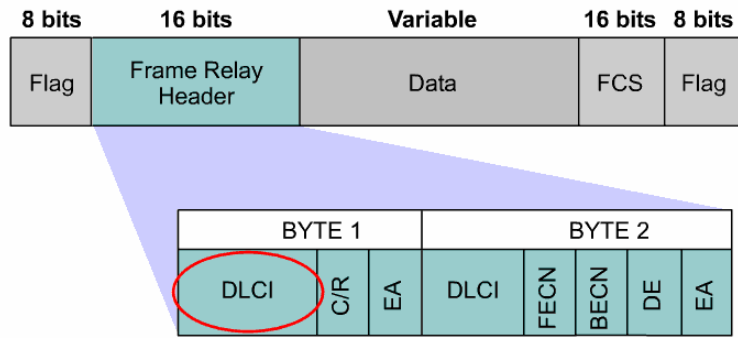 8 bits 16 bits Variable 16 bits 8 bits
Flag Frame Relay Header Data FCS Flag
BYTE 1 BYTE 2
DLCI C/R EA DLCI FECN BECN DE EA